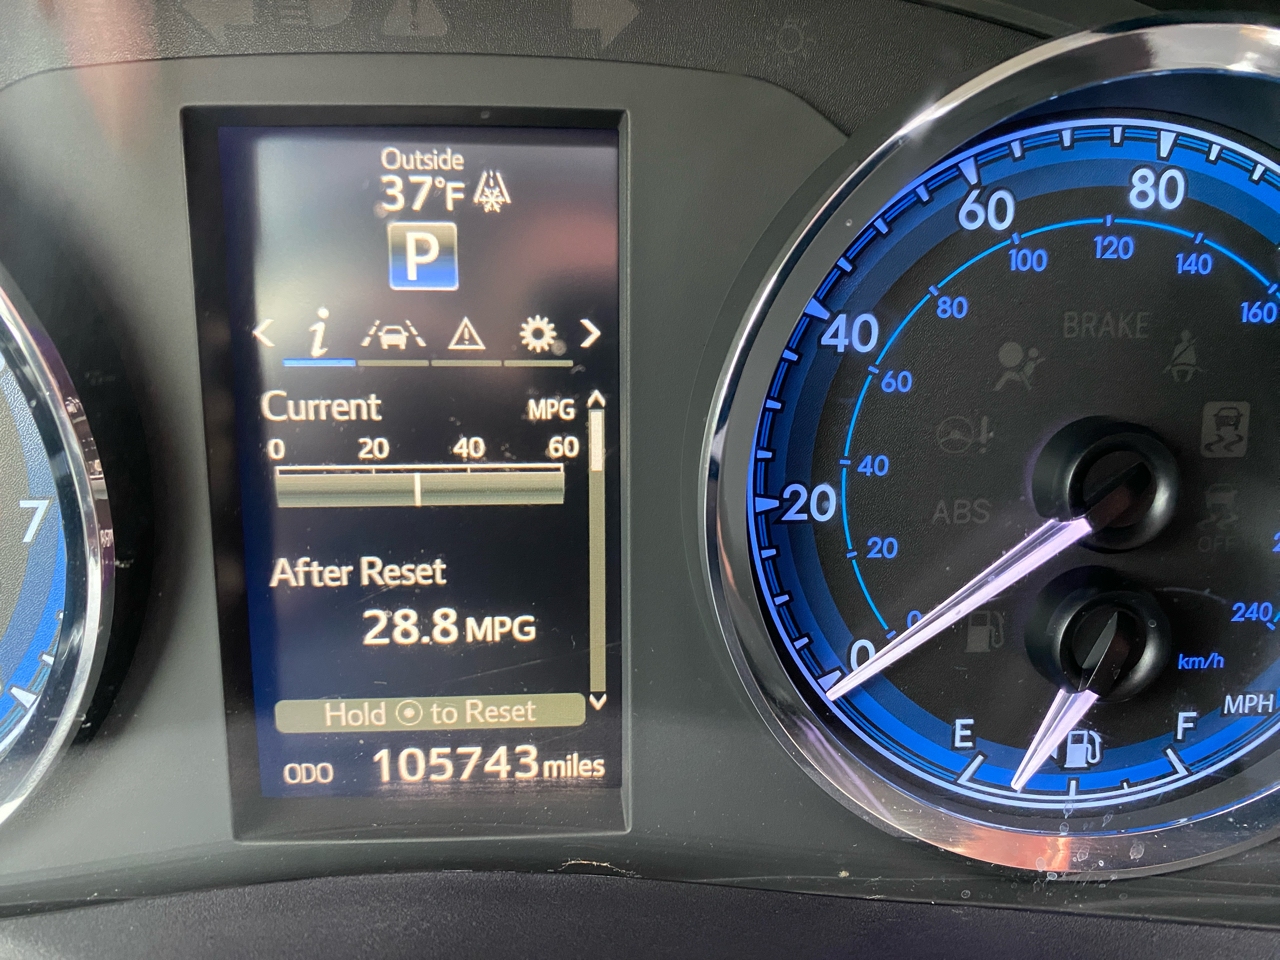 Outside
37°F
P
i
Current MPG
0 20 40 60
After Reset
28.8 MPG
Hold to Reset
ODO 105743 miles
7
0 20 40 60 80
0 20 40 60 80 100 120 140 160
240
km/h
MPH
BRAKE
ABS
OFF
E F